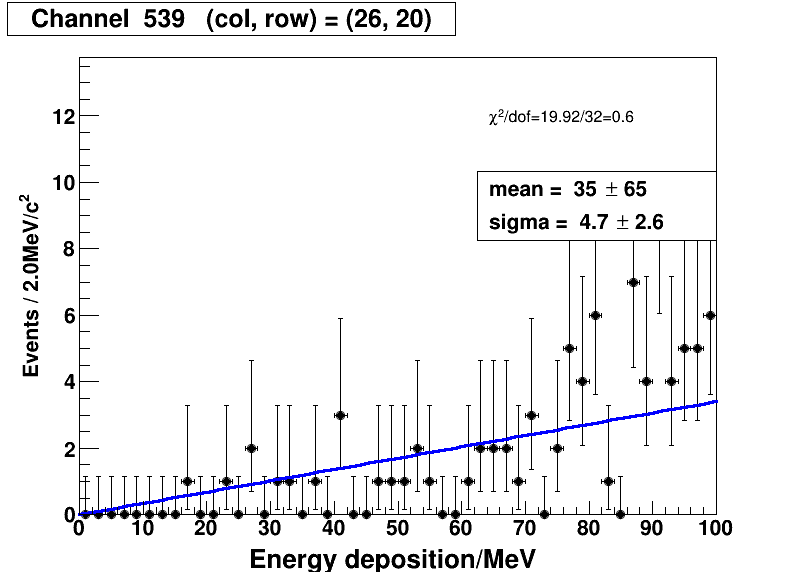 Channel 539 (col, row) = (26, 20)
χ²/dof=19.92/32=0.6
mean = 35 ± 65
sigma = 4.7 ± 2.6
Events / 2.0MeV/c²
12
10
8
6
4
2
0
0 10 20 30 40 50 60 70 80 90 100
Energy deposition/MeV